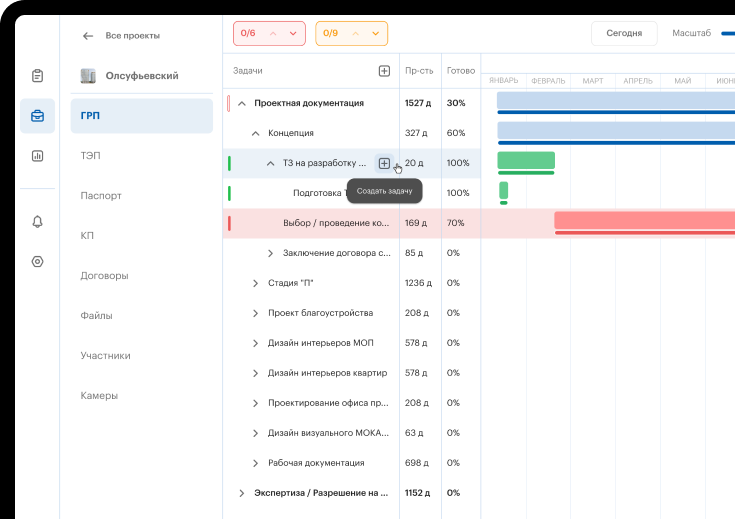 Все проекты
0/6
0/9
Сегодня
Масштаб
Олсуфьевский
ГРП
ТЭП
Паспорт
КП
Договоры
Файлы
Участники
Камеры
Задачи
Пр-сть
Готово
ЯНВАРЬ
ФЕВРАЛЬ
МАРТ
АПРЕЛЬ
МАЙ
Проектная документация 1527 д 30%
Концепция 327 д 60%
ТЗ на разработку ... 20 д 100%
Создать задачу
Подготовка 100%
Выбор / проведение ко... 169 д 70%
Заключение договора с... 85 д 0%
Стадия "П" 1236 д 0%
Проект благоустройства 208 д 0%
Дизайн интерьеров МОП 578 д 0%
Дизайн интерьеров квартир 578 д 0%
Проектирование офиса пр... 208 д 0%
Дизайн визуального МОКА... 63 д 0%
Рабочая документация 698 д 0%
Экспертиза / Разрешение на ... 1152 д 0%